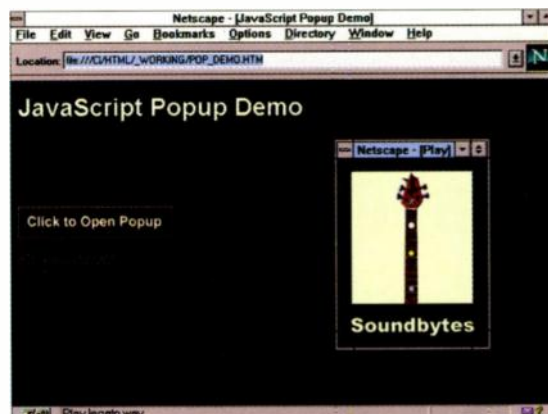 Netscape - [JavaScript Popup Demo]
File Edit View Go Bookmarks Options Directory Window Help
Location: file:///C|/HTML/_WORKING/POP_DEMO.HTM
N
JavaScript Popup Demo
Netscape - [Play]
Click to Open Popup
Soundbytes